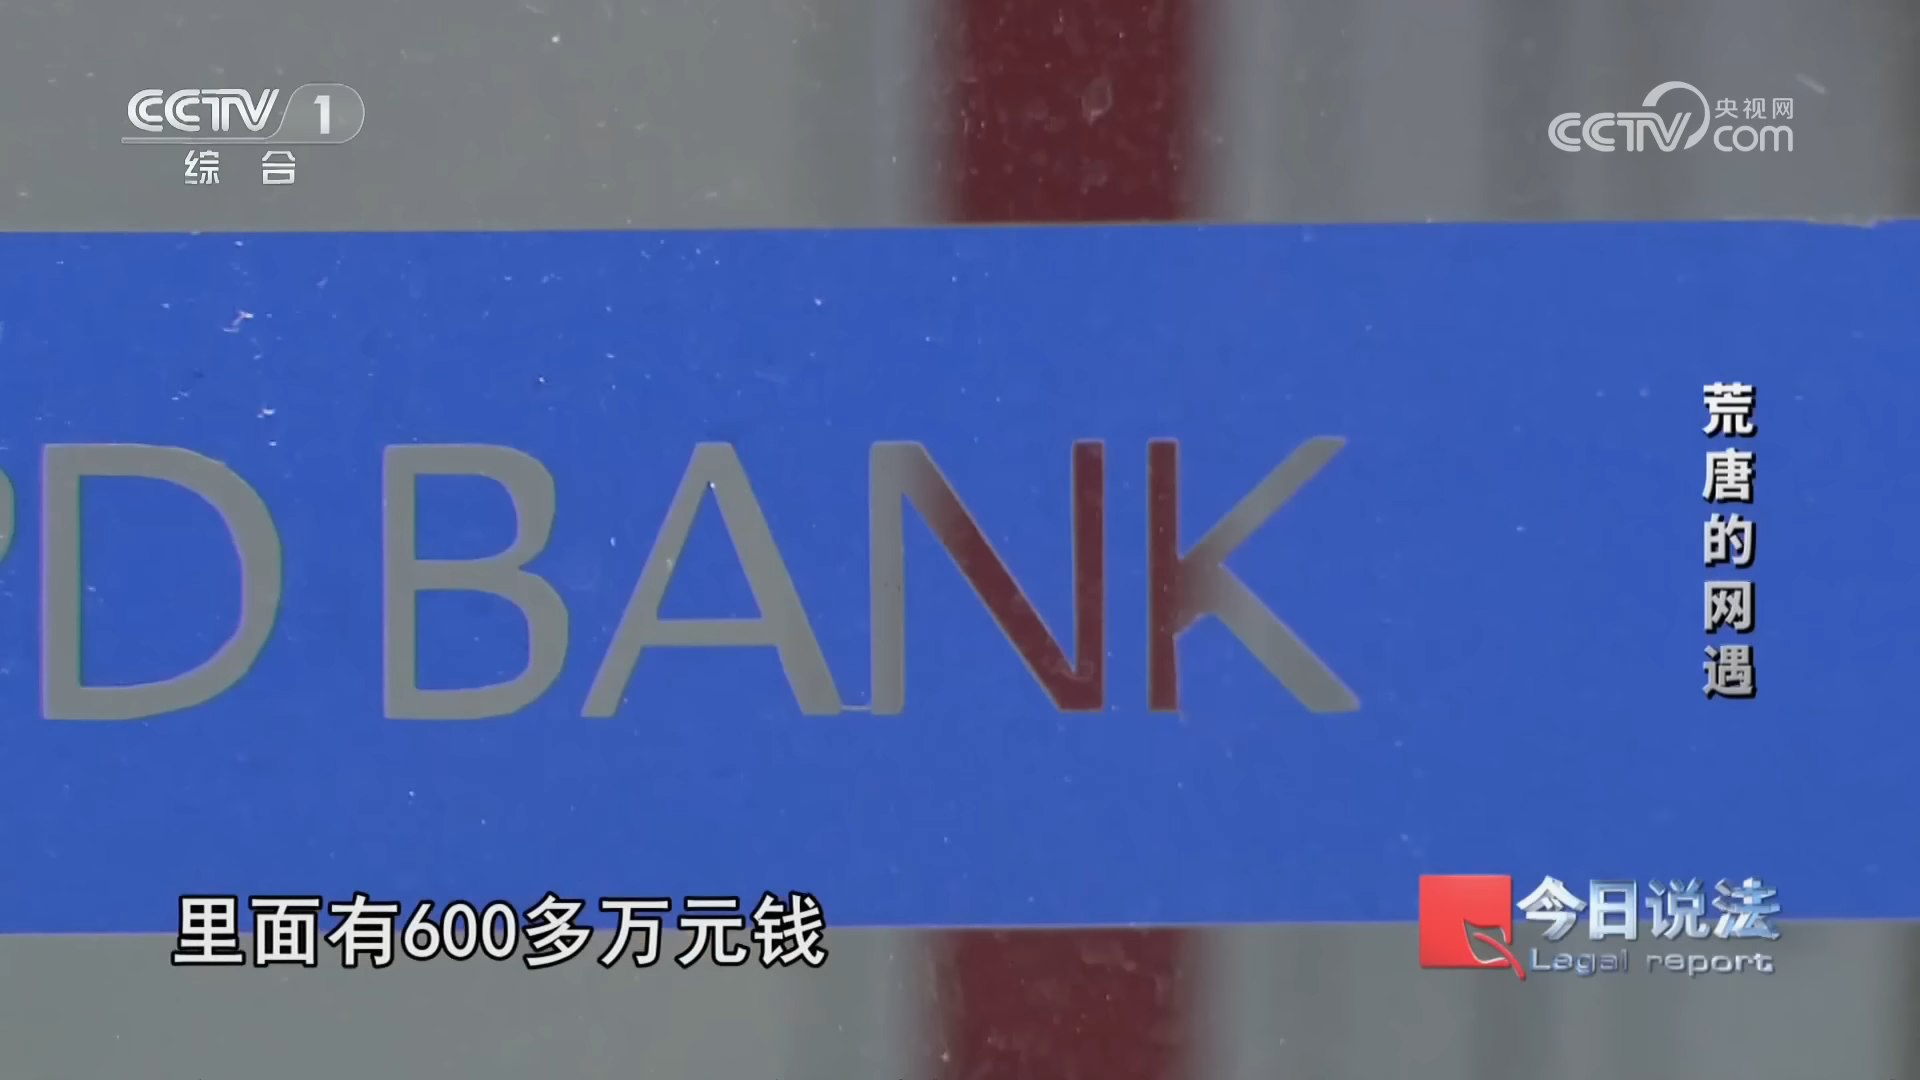 CCTV 1
综合
央视网
CCTV.com
PD BANK
荒唐的网遇
里面有600多万元钱
今日说法
Legal report